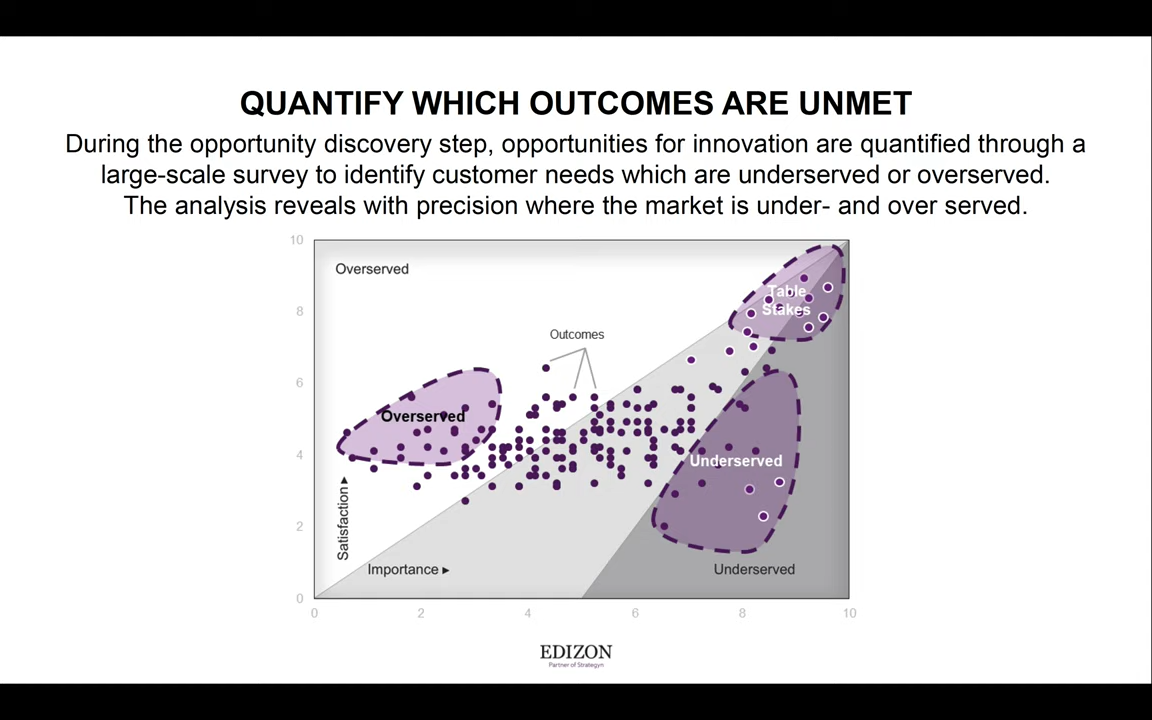 QUANTIFY WHICH OUTCOMES ARE UNMET
During the opportunity discovery step, opportunities for innovation are quantified through a
large-scale survey to identify customer needs which are underserved or overserved.
The analysis reveals with precision where the market is under- and over served.
10
Overserved
Table
Stakes
8
Outcomes
6
Overserved
4
Underserved
Satisfaction ►
2
Importance ►
Underserved
0
0 2 4 6 8 10
EDIZON
Partner of Strategyn